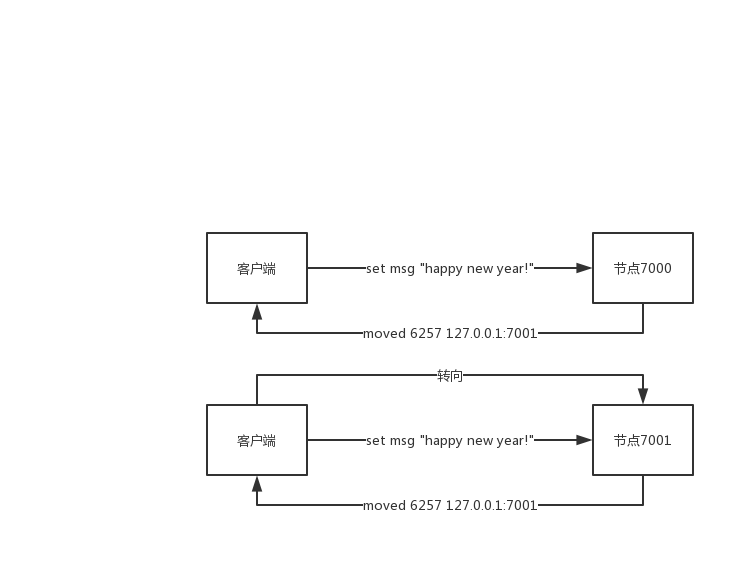 客户端
set msg "happy new year!"
节点7000
moved 6257 127.0.0.1:7001
转向
客户端
set msg "happy new year!"
节点7001
moved 6257 127.0.0.1:7001